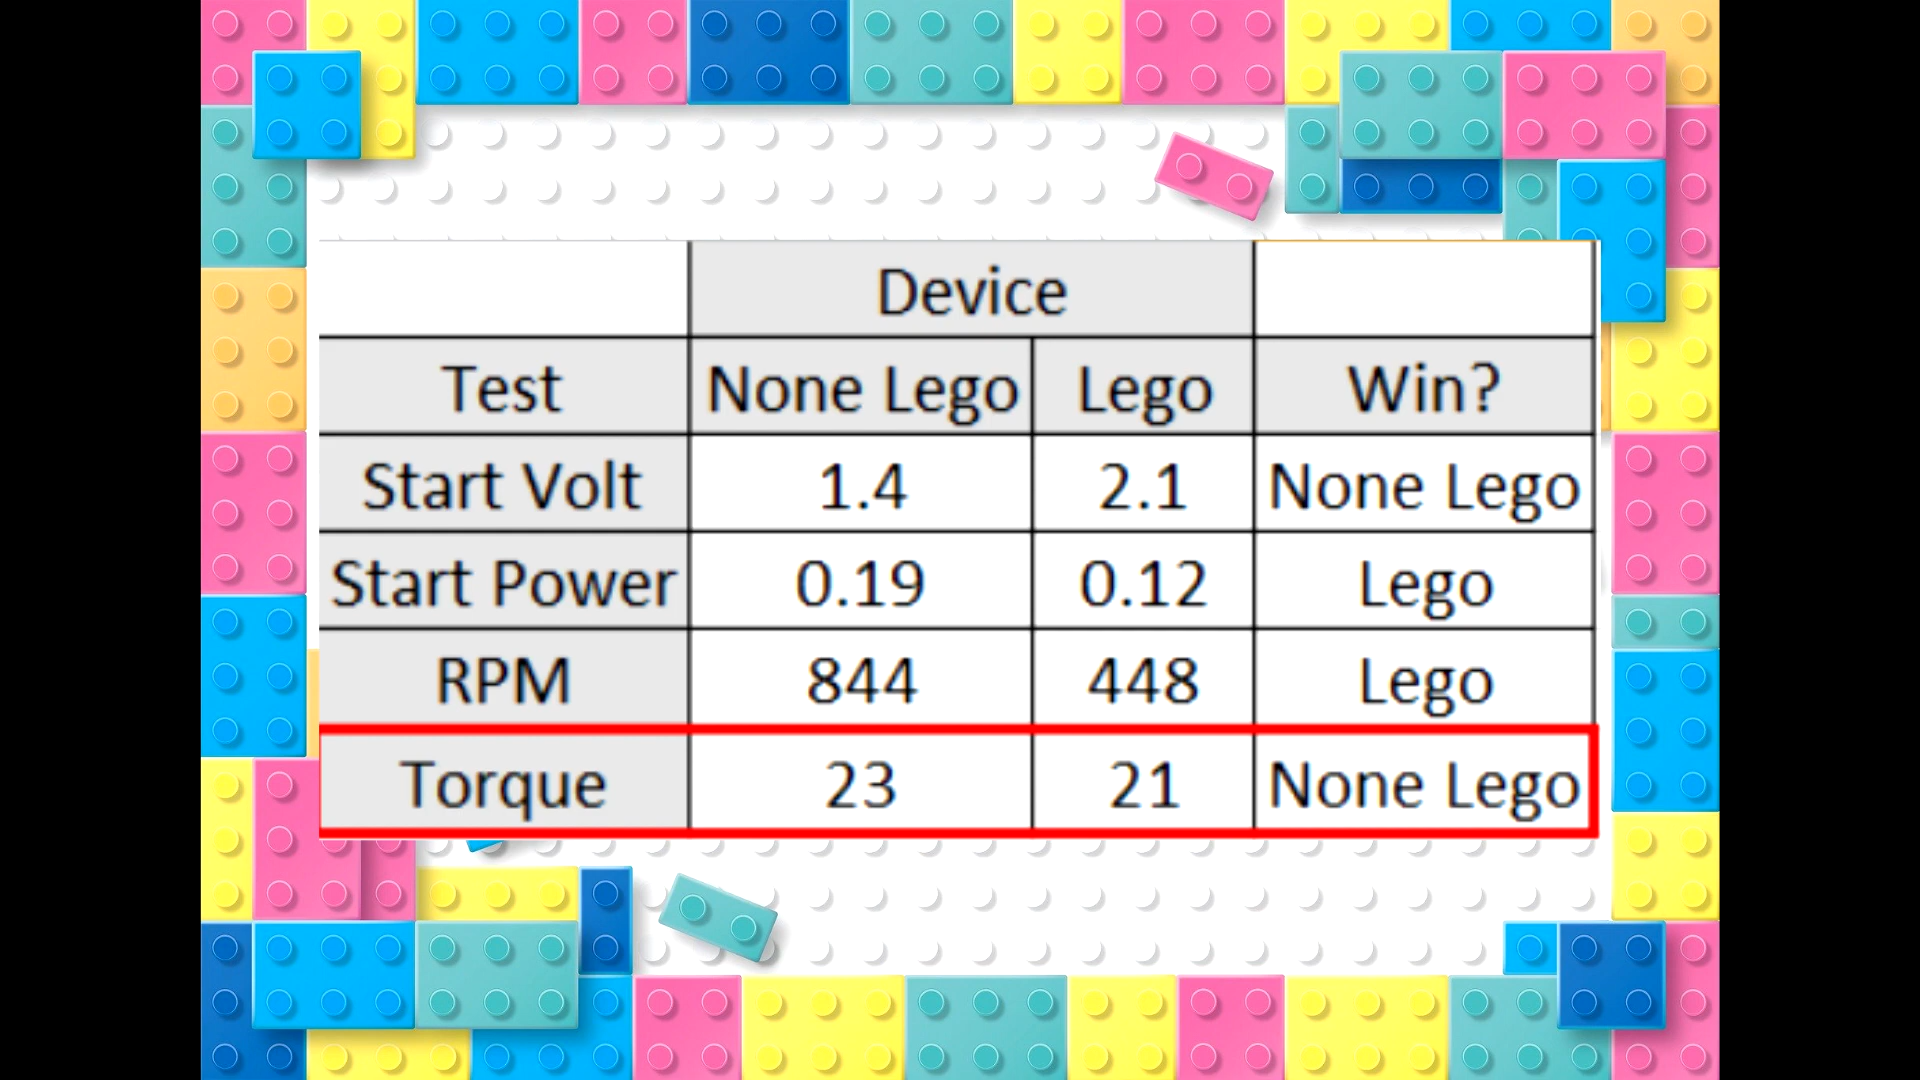 Device
Test None Lego Lego Win?
Start Volt 1.4 2.1 None Lego
Start Power 0.19 0.12 Lego
RPM 844 448 Lego
Torque 23 21 None Lego